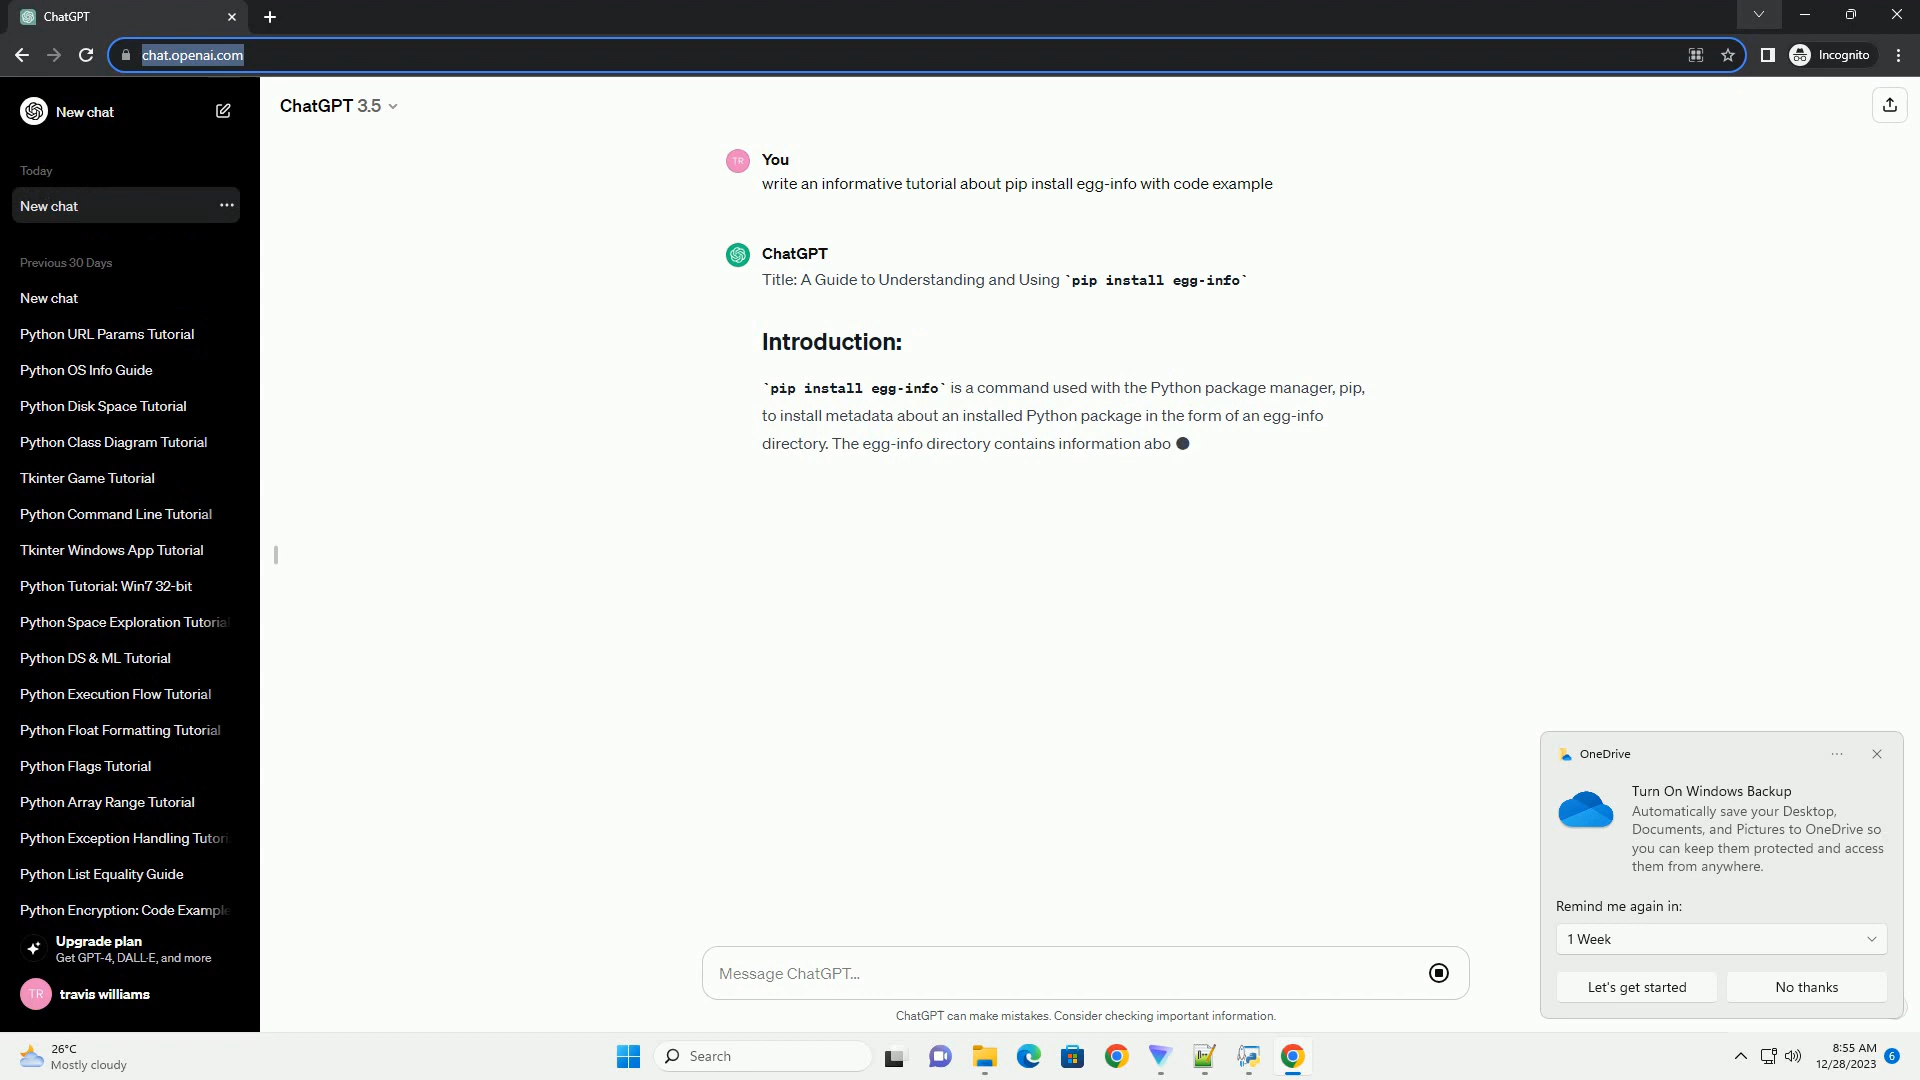 ChatGPT
chat.openai.com
Incognito
New chat
Today
New chat
Previous 30 Days
New chat
Python URL Params Tutorial
Python OS Info Guide
Python Disk Space Tutorial
Python Class Diagram Tutorial
Tkinter Game Tutorial
Python Command Line Tutorial
Tkinter Windows App Tutorial
Python Tutorial: Win7 32-bit
Python Space Exploration Tutorial
Python DS & ML Tutorial
Python Execution Flow Tutorial
Python Float Formatting Tutorial
Python Flags Tutorial
Python Array Range Tutorial
Python Exception Handling Tutori
Python List Equality Guide
Python Encryption: Code Example
Upgrade plan
Get GPT-4, DALL·E, and more
TR travis williams
ChatGPT 3.5
TR You
write an informative tutorial about pip install egg-info with code example
ChatGPT
Title: A Guide to Understanding and Using `pip install egg-info`
Introduction:
`pip install egg-info` is a command used with the Python package manager, pip,
to install metadata about an installed Python package in the form of an egg-info
directory. The egg-info directory contains information abo
Message ChatGPT...
ChatGPT can make mistakes. Consider checking important information.
OneDrive
Turn On Windows Backup
Automatically save your Desktop,
Documents, and Pictures to OneDrive so
you can keep them protected and access
them from anywhere.
Remind me again in:
1 Week
Let's get started
No thanks
26°C
Mostly cloudy
Search
8:55 AM
12/28/2023
6